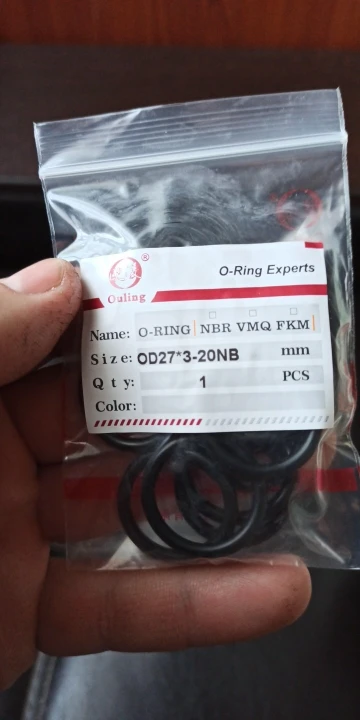 ®
Ouling
O-Ring Experts
Name: O-RING NBR VMQ FKM
Size: OD27*3-20NB mm
Qty: 1 PCS
Color: